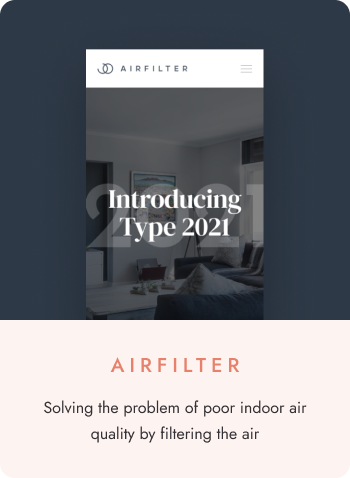 AIRFILTER
2021
Introducing
Type 2021
AIRFILTER
Solving the problem of poor indoor air
quality by filtering the air